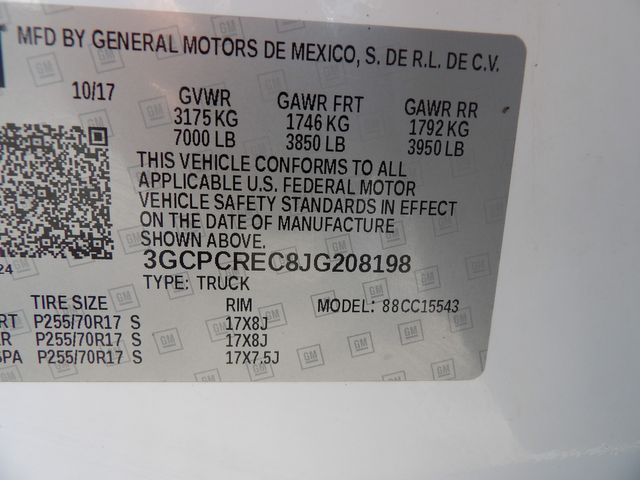 MFD BY GENERAL MOTORS DE MEXICO, S. DE R.L. DE C.V.
10/17 GVWR GAWR FRT GAWR RR
3175 KG 1746 KG 1792 KG
7000 LB 3850 LB 3950 LB
THIS VEHICLE CONFORMS TO ALL
APPLICABLE U.S. FEDERAL MOTOR
VEHICLE SAFETY STANDARDS IN EFFECT
ON THE DATE OF MANUFACTURE
SHOWN ABOVE.
24
3GCPCREC8JG208198
TYPE: TRUCK
TIRE SIZE RIM MODEL: 88CC15543
RT P255/70R17 S 17X8J
R P255/70R17 S 17X8J
SPA P255/70R17 S 17X7.5J